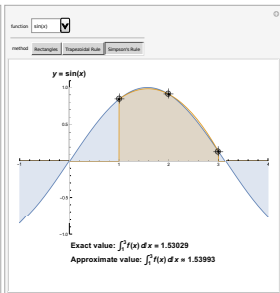 function sin(x)
method Rectangles Trapezoidal Rule Simpson's Rule
y = sin(x)
1.0
0.5
-1 1 2 3 4
-0.5
-1.0
Exact value: ∫₁³ f(x) dx = 1.53029
Approximate value: ∫₁³ f(x) dx = 1.53993